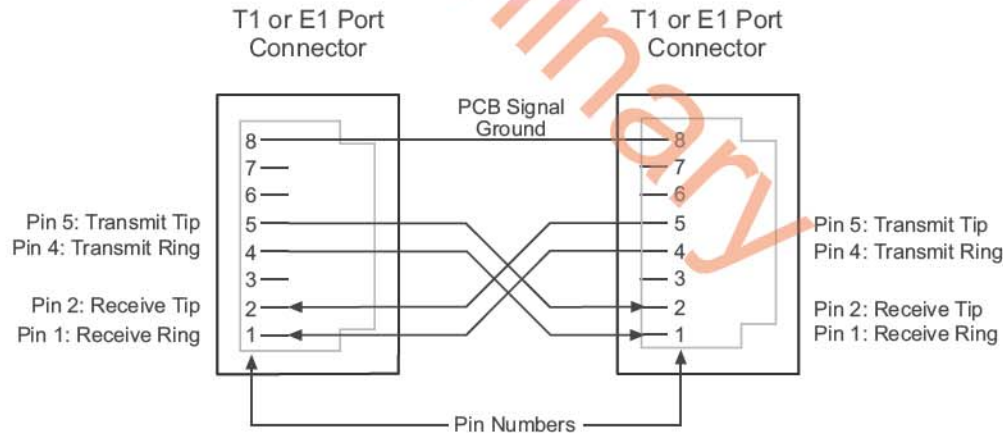 T1 or E1 Port
Connector
T1 or E1 Port
Connector
PCB Signal
Ground
8
7
6
5
4
3
2
1
8
7
6
5
4
3
2
1
Pin 5: Transmit Tip
Pin 4: Transmit Ring
Pin 2: Receive Tip
Pin 1: Receive Ring
Pin 5: Transmit Tip
Pin 4: Transmit Ring
Pin 2: Receive Tip
Pin 1: Receive Ring
Pin Numbers